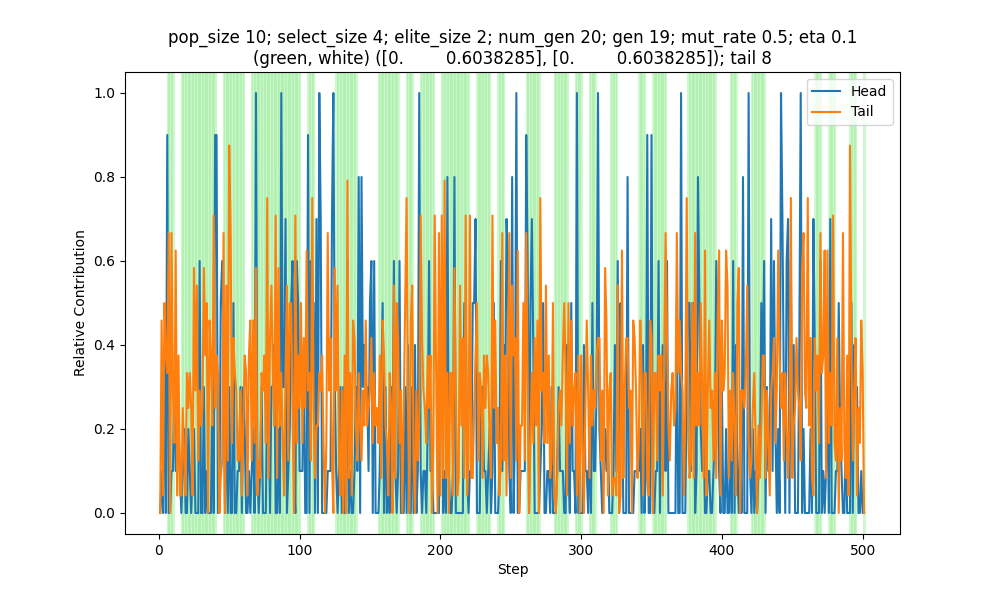 pop_size 10; select_size 4; elite_size 2; num_gen 20; gen 19; mut_rate 0.5; eta 0.1
(green, white) ([0. 0.6038285], [0. 0.6038285]); tail 8
Head
Tail
Relative Contribution
1.0
0.8
0.6
0.4
0.2
0.0
0 100 200 300 400 500
Step